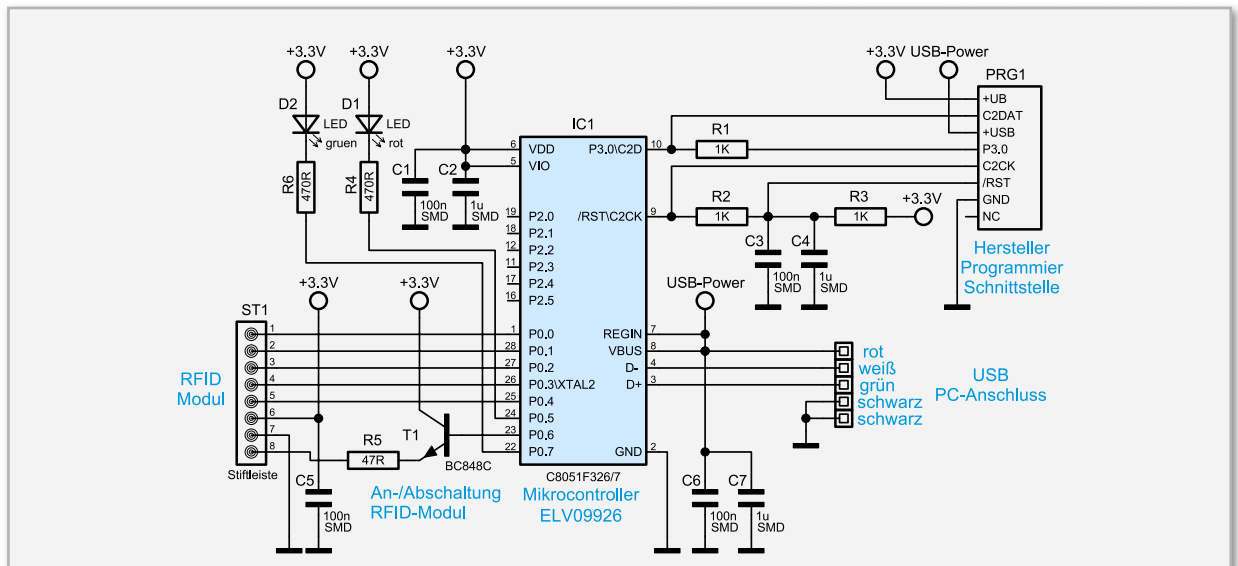 +3.3V +3.3V +3.3V +3.3V USB-Power
PRG1
D2 D1
LED LED
gruen rot
+UB
C2DAT
+USB
P3.0
C2CK
/RST
GND
NC
IC1
R6 470R
R4 470R
C1 100n SMD
C2 1u SMD
6 VDD
5 VIO
P3.0\C2D 10
R1
1K
19 P2.0
18 P2.1
12 P2.2
11 P2.3
17 P2.4
16 P2.5
/RST\C2CK 9
R2
1K
R3
1K
+3.3V
C3 100n SMD
C4 1u SMD
Hersteller
Programmier
Schnittstelle
+3.3V +3.3V
USB-Power
ST1
1
2
3
4
5
6
7
8
RFID
Modul
Stiftleiste
1 P0.0
28 P0.1
27 P0.2
26 P0.3\XTAL2
25 P0.4
24 P0.5
23 P0.6
22 P0.7
REGIN 7
VBUS 8
D- 4
D+ 3
GND 2
rot
weiß
grün
schwarz
schwarz
USB
PC-Anschluss
R5
47R
T1
BC848C
C5 100n SMD
An-/Abschaltung
RFID-Modul
C8051F326/7
Mikrocontroller
ELV09926
C6 100n SMD
C7 1u SMD